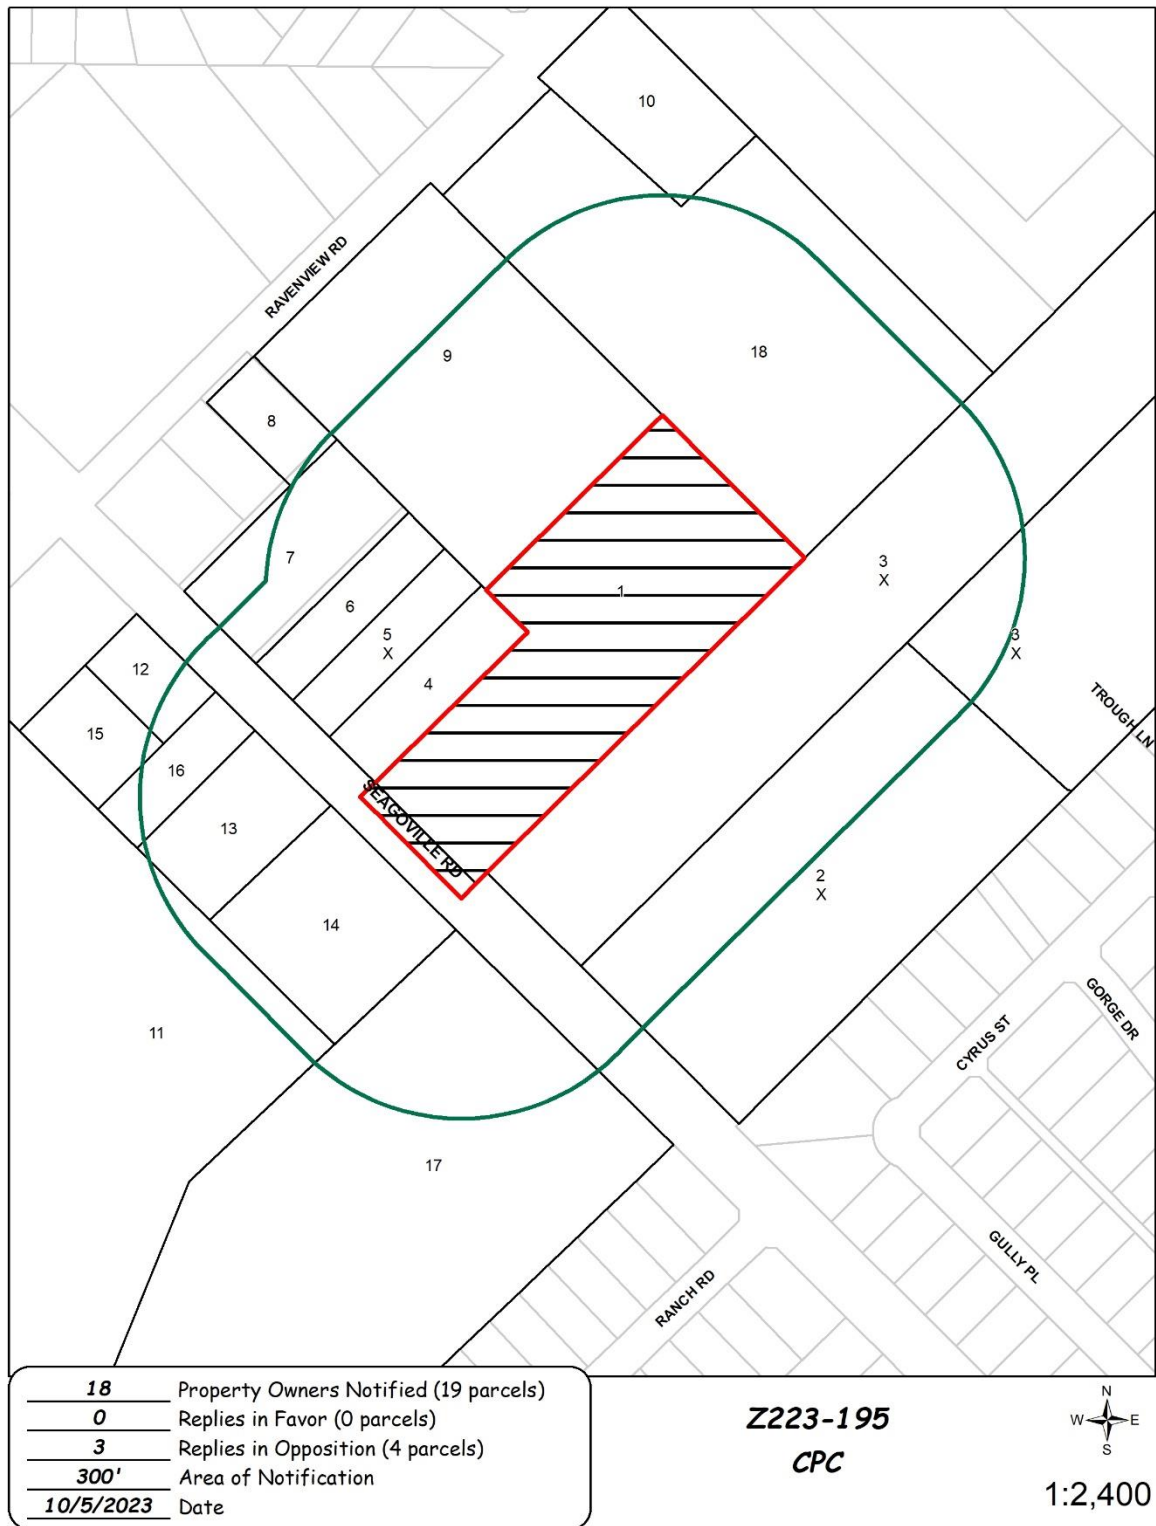 10
RAVENVIEW RD
9
18
8
7
3
X
1
6
5
X
3
X
4
12
TROUGH LN
15
16
SEAGOVILLE RD
13
2
X
14
11
GORGE DR
CYRUS ST
17
GULLY PL
RANCH RD
18 Property Owners Notified (19 parcels)
0 Replies in Favor (0 parcels)
3 Replies in Opposition (4 parcels)
300' Area of Notification
10/5/2023 Date
Z223-195
CPC
N
W E
S
1:2,400